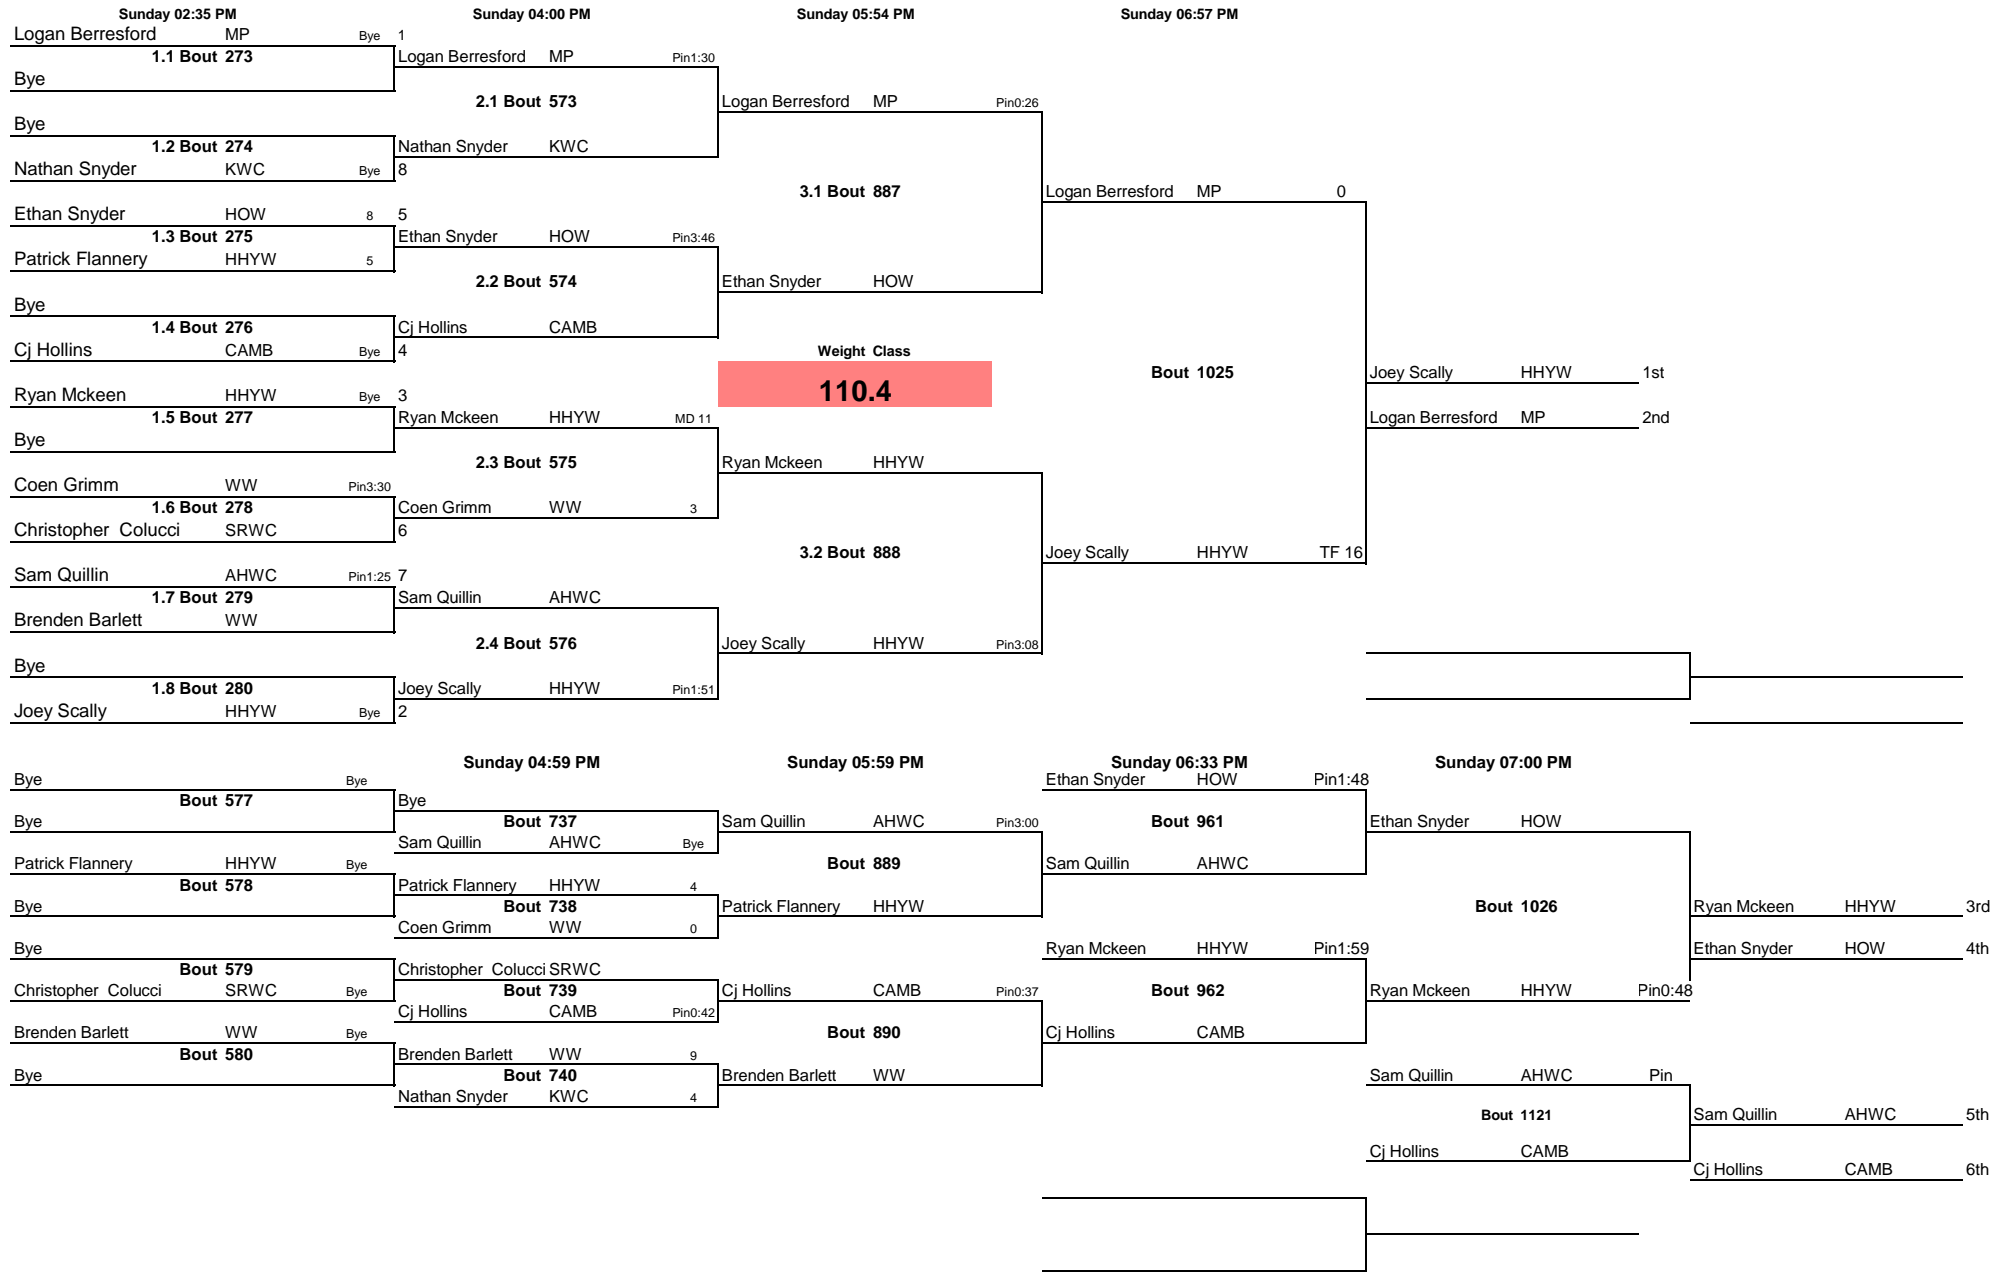 Sunday 02:35 PM Sunday 04:00 PM Sunday 05:54 PM Sunday 06:57 PM
Logan Berresford MP Bye 1
1.1 Bout 273 Logan Berresford MP Pin1:30
Bye
2.1 Bout 573 Logan Berresford MP Pin0:26
Bye
1.2 Bout 274 Nathan Snyder KWC
Nathan Snyder KWC Bye 8
3.1 Bout 887 Logan Berresford MP 0
Ethan Snyder HOW 8 5
1.3 Bout 275 Ethan Snyder HOW Pin3:46
Patrick Flannery HHYW 5
2.2 Bout 574 Ethan Snyder HOW
Bye
1.4 Bout 276 Cj Hollins CAMB
Cj Hollins CAMB Bye 4 Weight Class
Bout 1025 Joey Scally HHYW 1st
110.4
Ryan Mckeen HHYW Bye 3
1.5 Bout 277 Ryan Mckeen HHYW MD 11 Logan Berresford MP 2nd
Bye
2.3 Bout 575 Ryan Mckeen HHYW
Coen Grimm WW Pin3:30
1.6 Bout 278 Coen Grimm WW 3
Christopher Colucci SRWC 6
3.2 Bout 888 Joey Scally HHYW TF 16
Sam Quillin AHWC Pin1:25 7
1.7 Bout 279 Sam Quillin AHWC
Brenden Barlett WW
2.4 Bout 576 Joey Scally HHYW Pin3:08
Bye
1.8 Bout 280 Joey Scally HHYW Pin1:51
Joey Scally HHYW Bye 2
Sunday 04:59 PM Sunday 05:59 PM Sunday 06:33 PM Sunday 07:00 PM
Bye Bye Ethan Snyder HOW Pin1:48
Bout 577 Bye
Bye Bout 737 Sam Quillin AHWC Pin3:00 Bout 961 Ethan Snyder HOW
Sam Quillin AHWC Bye
Patrick Flannery HHYW Bye Bout 889 Sam Quillin AHWC
Bout 578 Patrick Flannery HHYW 4
Bye Bout 738 Patrick Flannery HHYW Bout 1026 Ryan Mckeen HHYW 3rd
Coen Grimm WW 0
Bye Ryan Mckeen HHYW Pin1:59 Ethan Snyder HOW 4th
Bout 579 Christopher Colucci SRWC
Christopher Colucci SRWC Bye Bout 739 Cj Hollins CAMB Pin0:37 Bout 962 Ryan Mckeen HHYW Pin0:48
Cj Hollins CAMB Pin0:42
Brenden Barlett WW Bye Bout 890 Cj Hollins CAMB
Bout 580 Brenden Barlett WW 9
Bye Bout 740 Brenden Barlett WW Sam Quillin AHWC Pin
Nathan Snyder KWC 4
Bout 1121 Sam Quillin AHWC 5th
Cj Hollins CAMB
Cj Hollins CAMB 6th